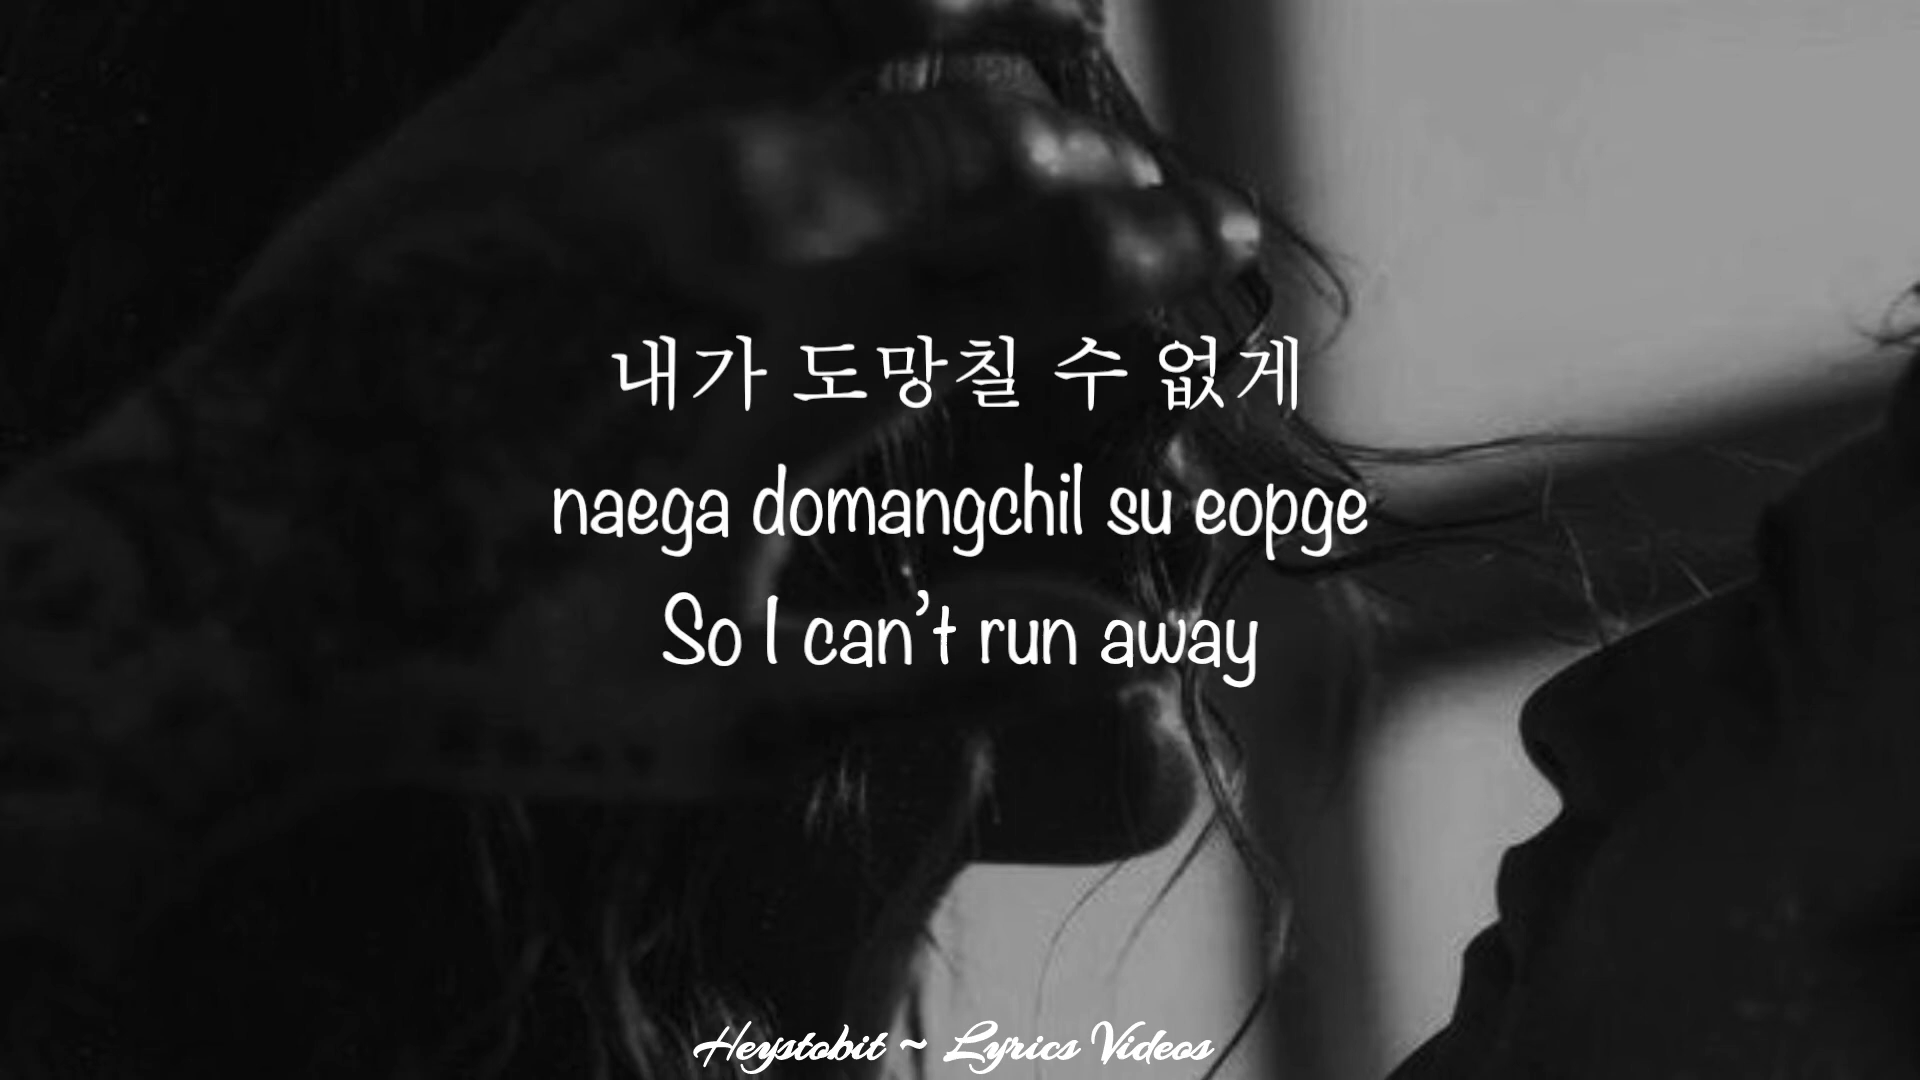 내가 도망칠 수 없게
naega domangchil su eopge
So I can't run away
Heystobit ~ Lyrics Videos